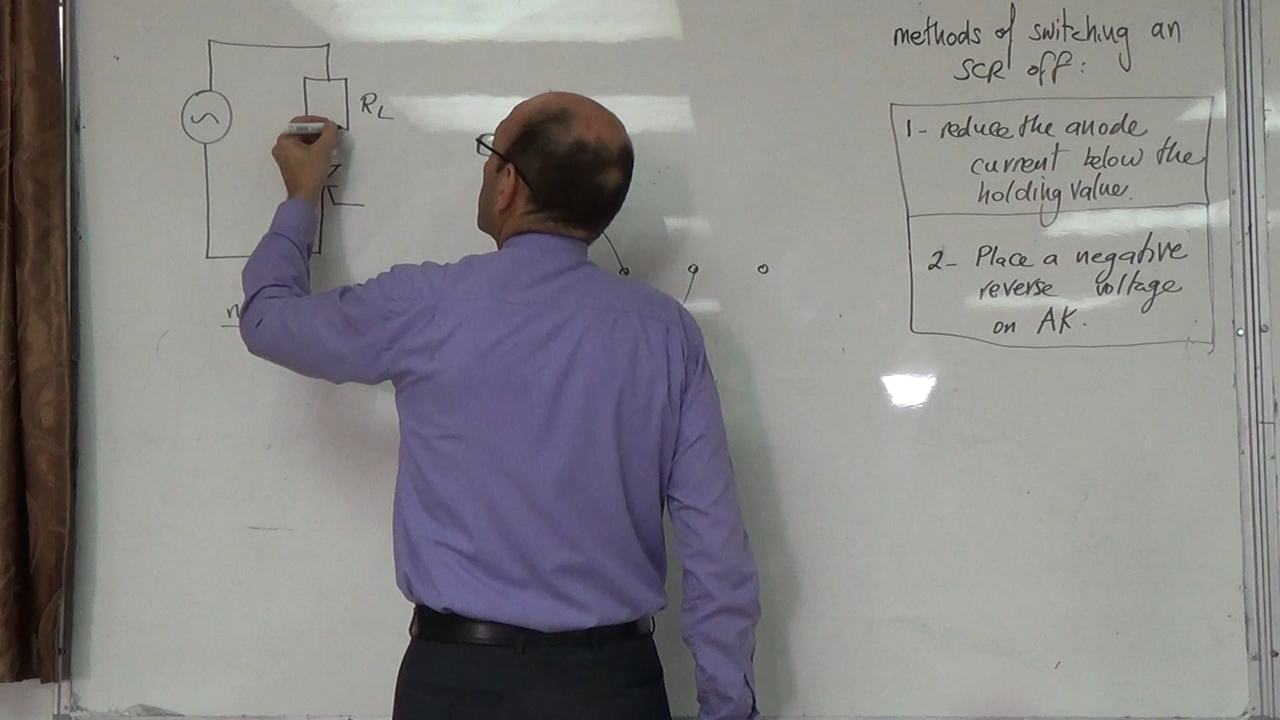 methods of switching an
SCR off:
1- reduce the anode
current below the
holding value.
2- Place a negative
reverse voltage
on AK.
RL